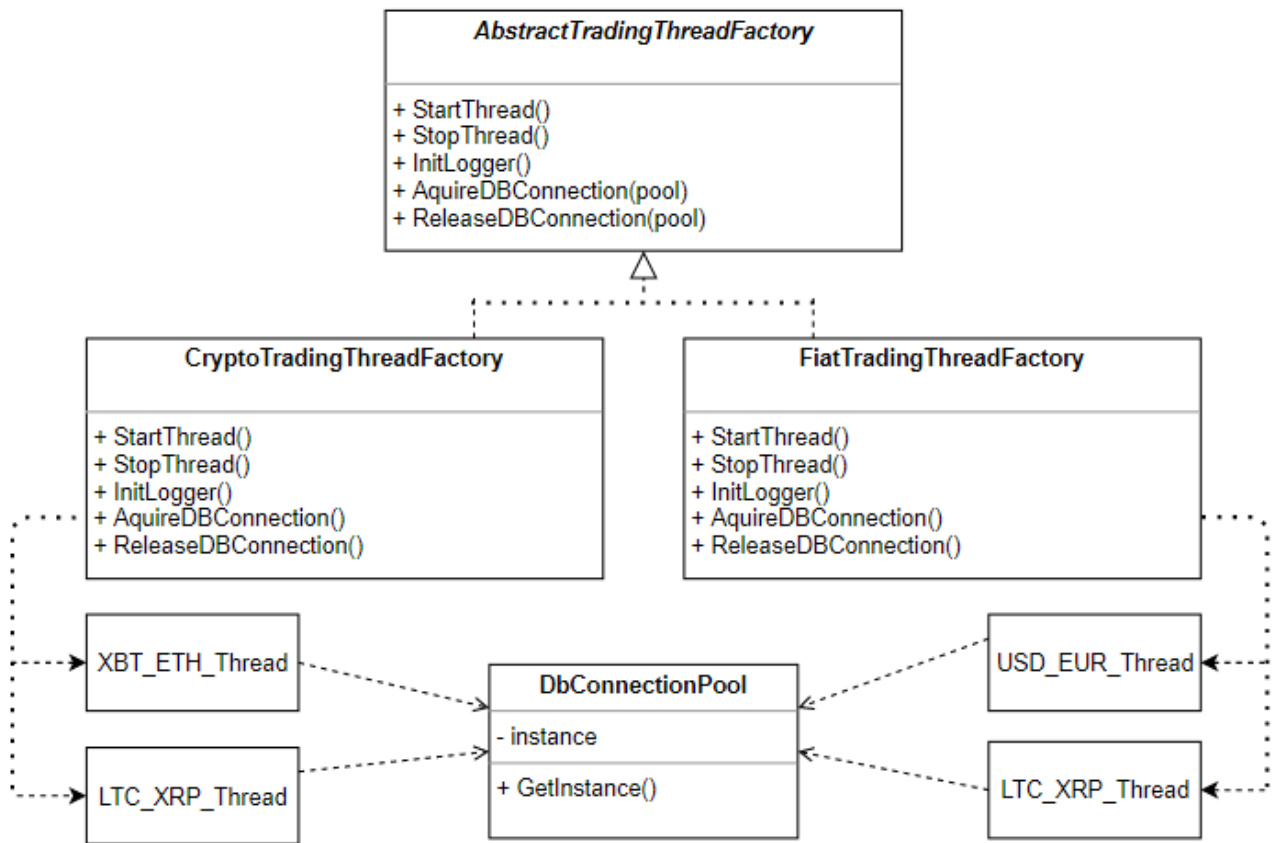 AbstractTradingThreadFactory
+ StartThread()
+ StopThread()
+ InitLogger()
+ AquireDBConnection(pool)
+ ReleaseDBConnection(pool)
CryptoTradingThreadFactory
+ StartThread()
+ StopThread()
+ InitLogger()
+ AquireDBConnection()
+ ReleaseDBConnection()
FiatTradingThreadFactory
+ StartThread()
+ StopThread()
+ InitLogger()
+ AquireDBConnection()
+ ReleaseDBConnection()
XBT_ETH_Thread
LTC_XRP_Thread
DbConnectionPool
- instance
+ GetInstance()
USD_EUR_Thread
LTC_XRP_Thread